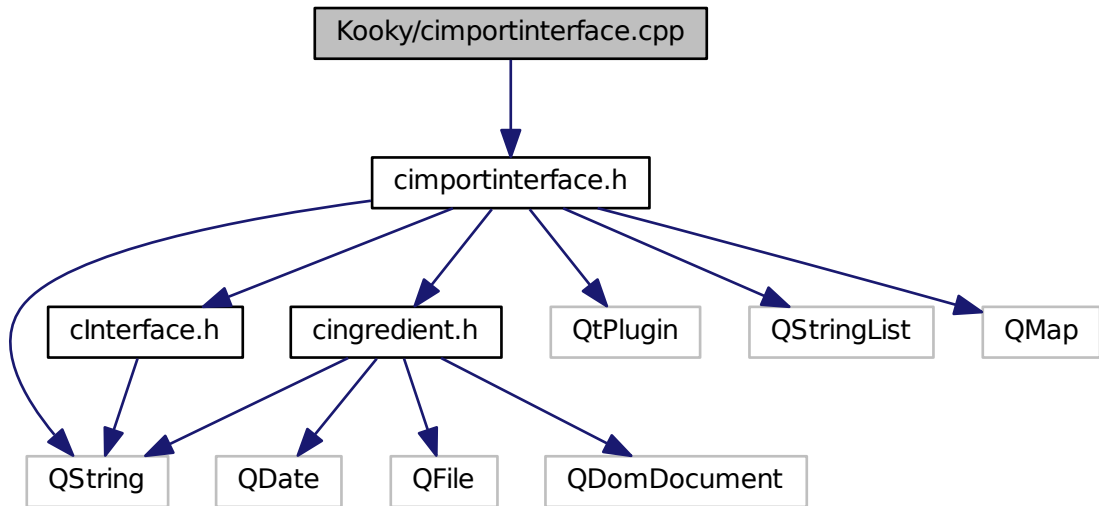 Kooky/cimportinterface.cpp
cimportinterface.h
cInterface.h
cingredient.h
QtPlugin
QStringList
QMap
QString
QDate
QFile
QDomDocument